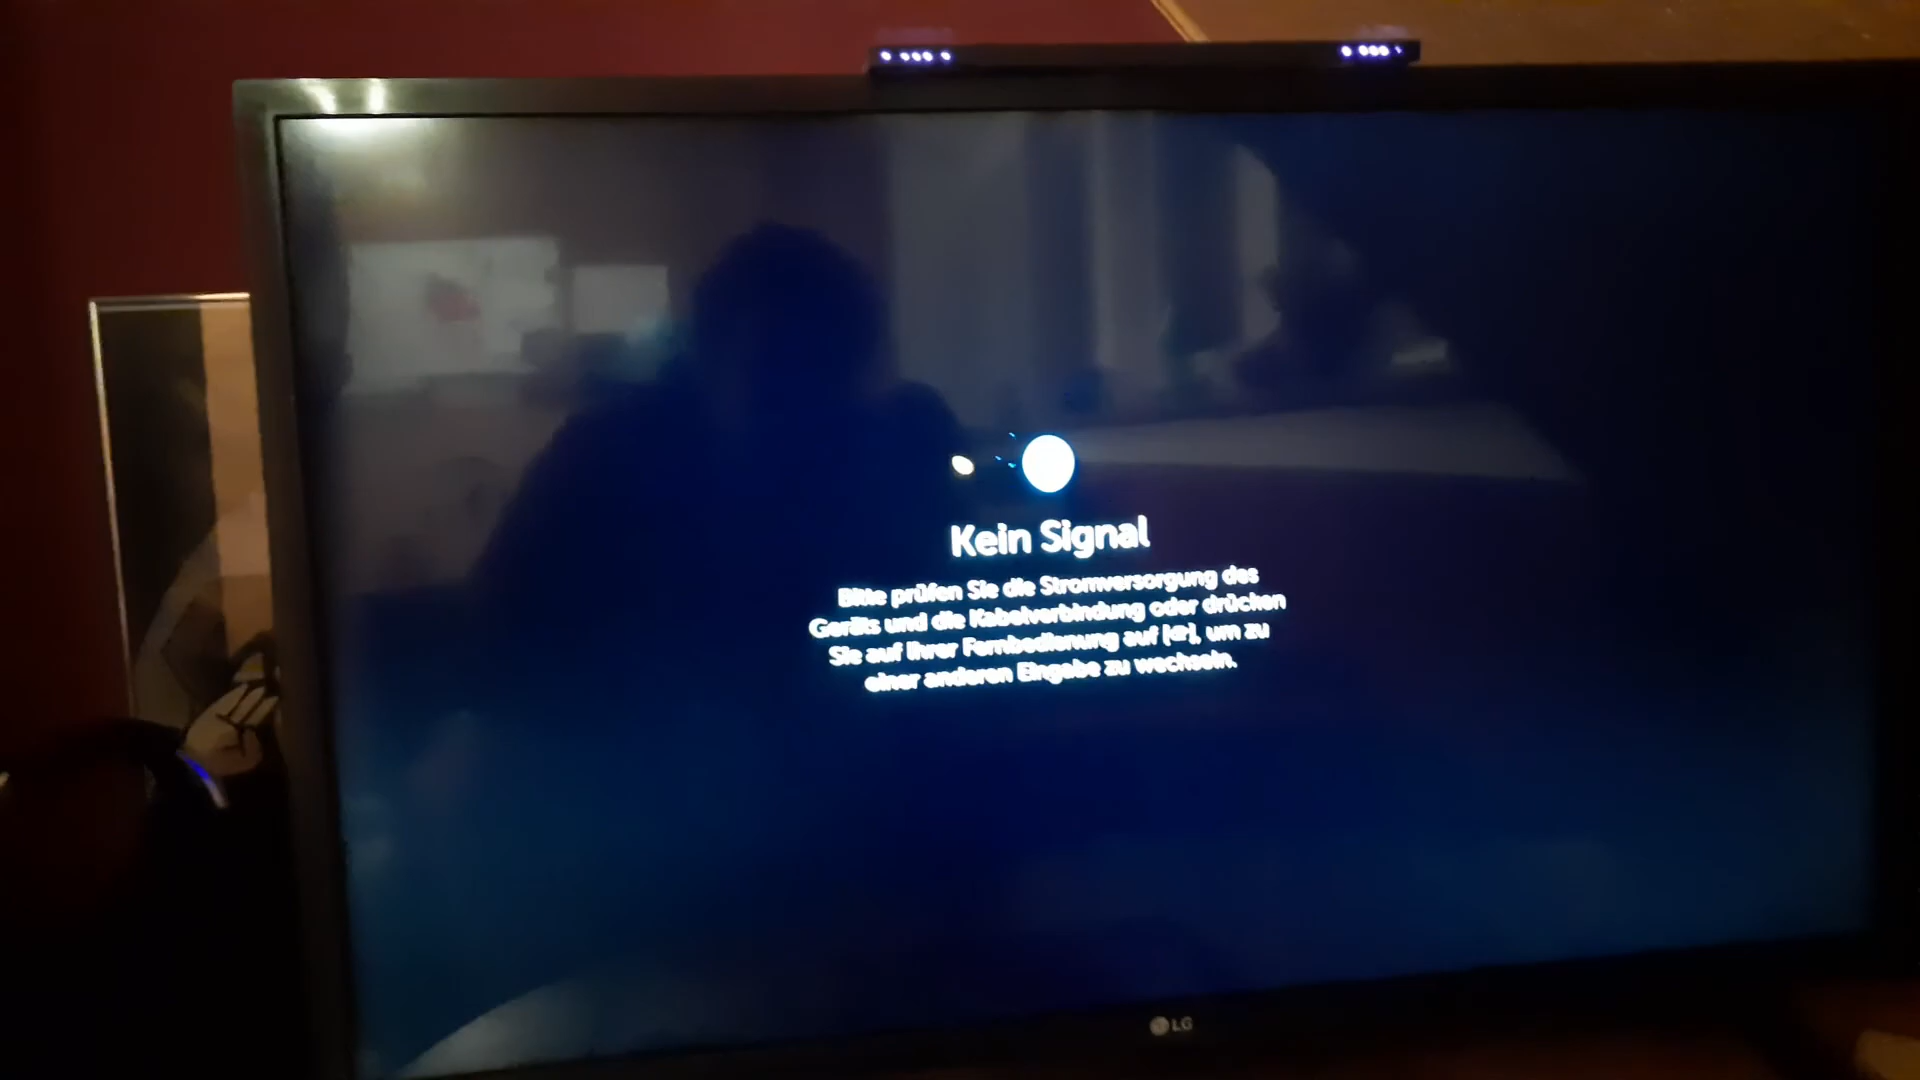 Kein Signal
Bitte prüfen Sie die Stromversorgung des
Geräts und die Kabelverbindung oder drücken
Sie auf Ihrer Fernbedienung auf [⏎], um zu
einer anderen Eingabe zu wechseln.
LG